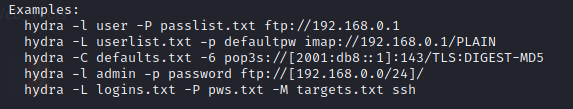 Examples:
hydra -l user -P passlist.txt ftp://192.168.0.1
hydra -L userlist.txt -p defaultpw imap://192.168.0.1/PLAIN
hydra -C defaults.txt -6 pop3s://[2001:db8::1]:143/TLS:DIGEST-MD5
hydra -l admin -p password ftp://[192.168.0.0/24]/
hydra -L logins.txt -P pws.txt -M targets.txt ssh